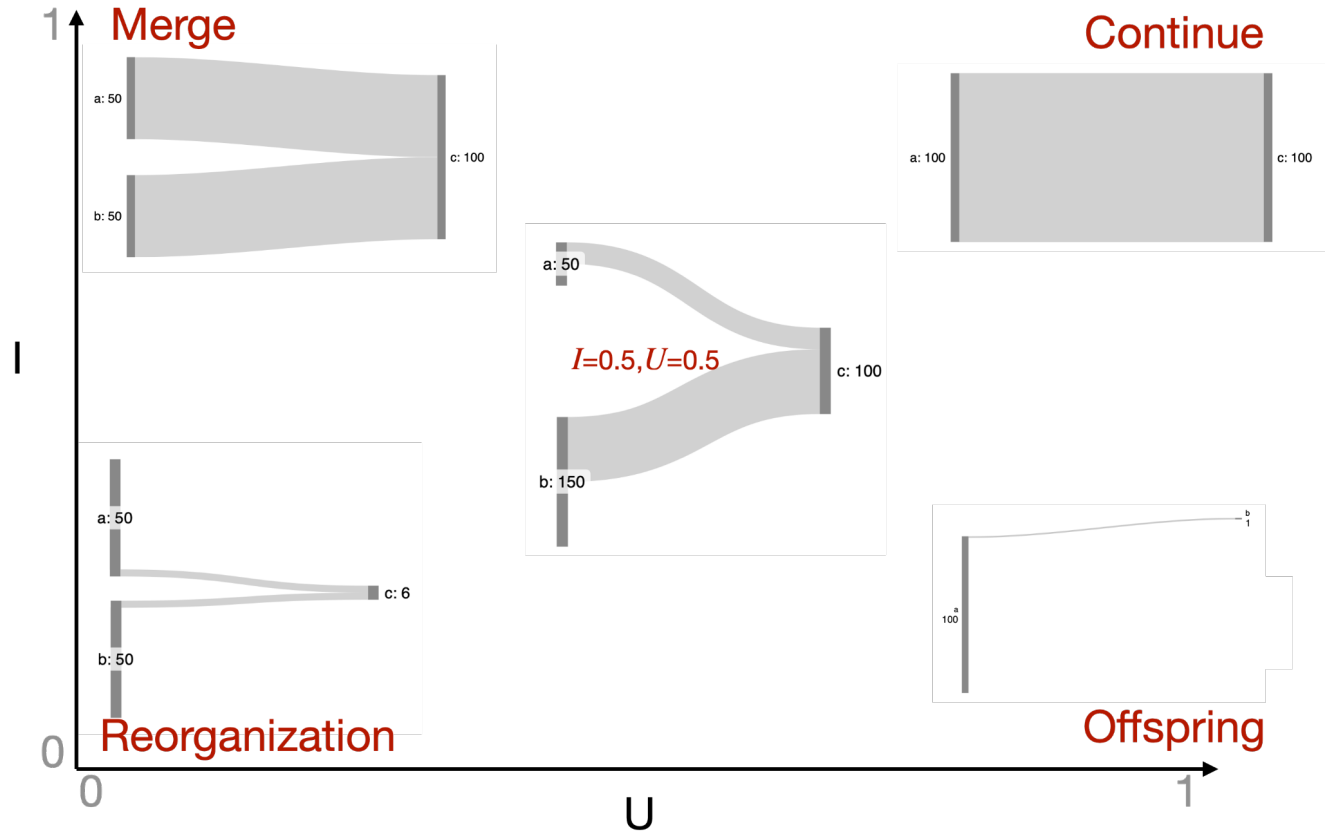 1
Merge
Continue
a: 50
b: 50
c: 100
a: 100
c: 100
I
a: 50
I=0.5,U=0.5
b: 150
c: 100
a: 50
b: 50
c: 6
b
1
a
100
Reorganization
Offspring
0
0
1
U